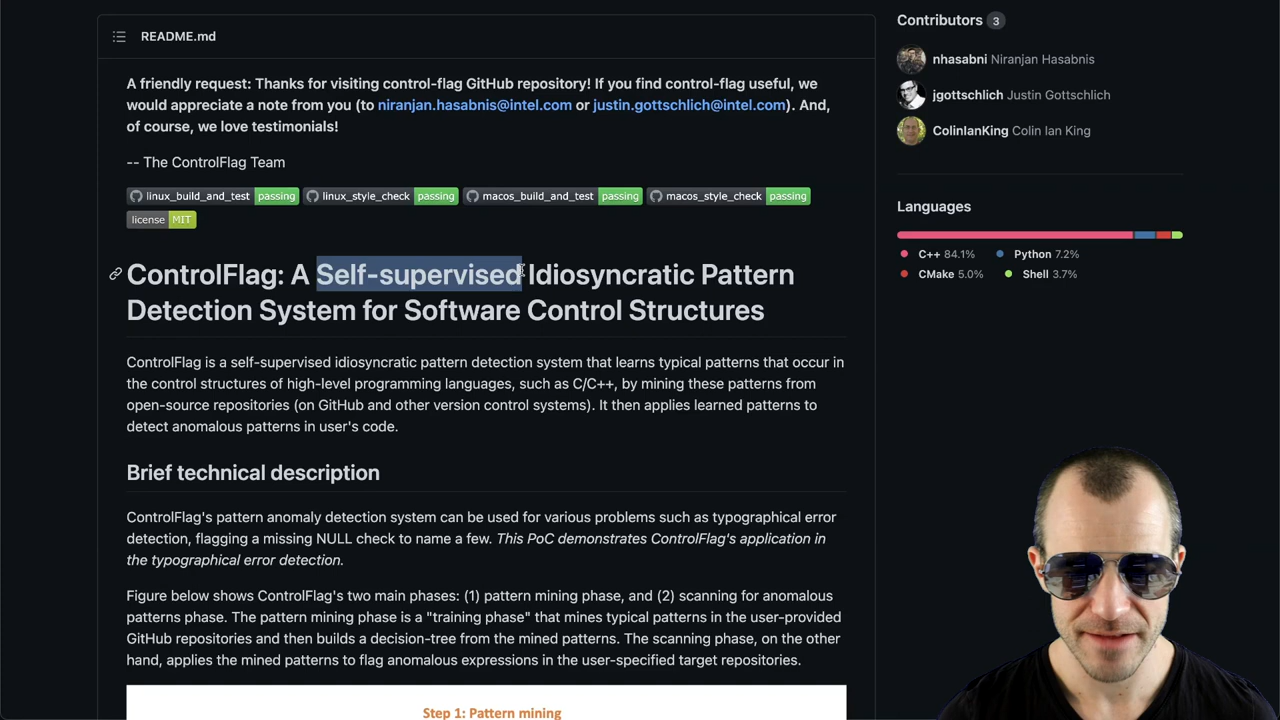 README.md
A friendly request: Thanks for visiting control-flag GitHub repository! If you find control-flag useful, we
would appreciate a note from you (to niranjan.hasabnis@intel.com or justin.gottschlich@intel.com). And,
of course, we love testimonials!
-- The ControlFlag Team
linux_build_and_test passing linux_style_check passing macos_build_and_test passing macos_style_check passing
license MIT
ControlFlag: A Self-supervised Idiosyncratic Pattern
Detection System for Software Control Structures
ControlFlag is a self-supervised idiosyncratic pattern detection system that learns typical patterns that occur in
the control structures of high-level programming languages, such as C/C++, by mining these patterns from
open-source repositories (on GitHub and other version control systems). It then applies learned patterns to
detect anomalous patterns in user's code.
Brief technical description
ControlFlag's pattern anomaly detection system can be used for various problems such as typographical error
detection, flagging a missing NULL check to name a few. This PoC demonstrates ControlFlag's application in
the typographical error detection.
Figure below shows ControlFlag's two main phases: (1) pattern mining phase, and (2) scanning for anomalous
patterns phase. The pattern mining phase is a "training phase" that mines typical patterns in the user-provided
GitHub repositories and then builds a decision-tree from the mined patterns. The scanning phase, on the other
hand, applies the mined patterns to flag anomalous expressions in the user-specified target repositories.
Step 1: Pattern mining
Contributors 3
nhasabni Niranjan Hasabnis
jgottschlich Justin Gottschlich
ColinIanKing Colin Ian King
Languages
C++ 84.1% Python 7.2%
CMake 5.0% Shell 3.7%